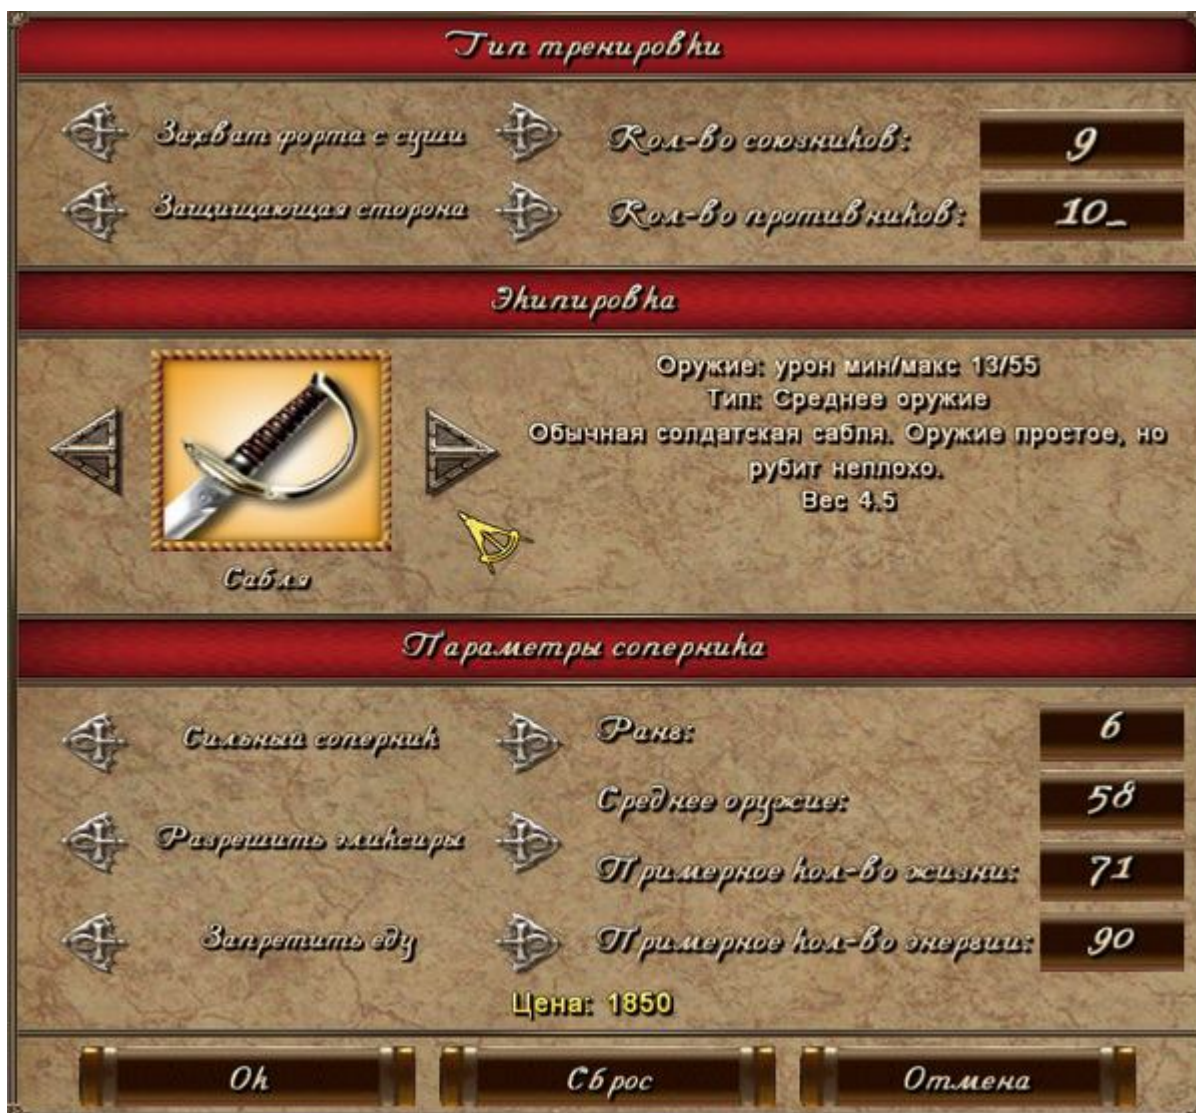 Тип тренировки
Захват форта с суши
Кол-во союзников: 9
Защищающая сторона
Кол-во противников: 10_
Экипировка
Оружие: урон мин/макс 13/55
Тип: Среднее оружие
Обычная солдатская сабля. Оружие простое, но
рубит неплохо.
Вес 4.5
Сабля
Параметры соперника
Сильный соперник
Ранг: 6
Среднее оружие: 58
Разрешить эликсиры
Примерное кол-во жизни: 71
Запретить еду
Примерное кол-во энергии: 90
Цена: 1850
Ок
Сброс
Отмена